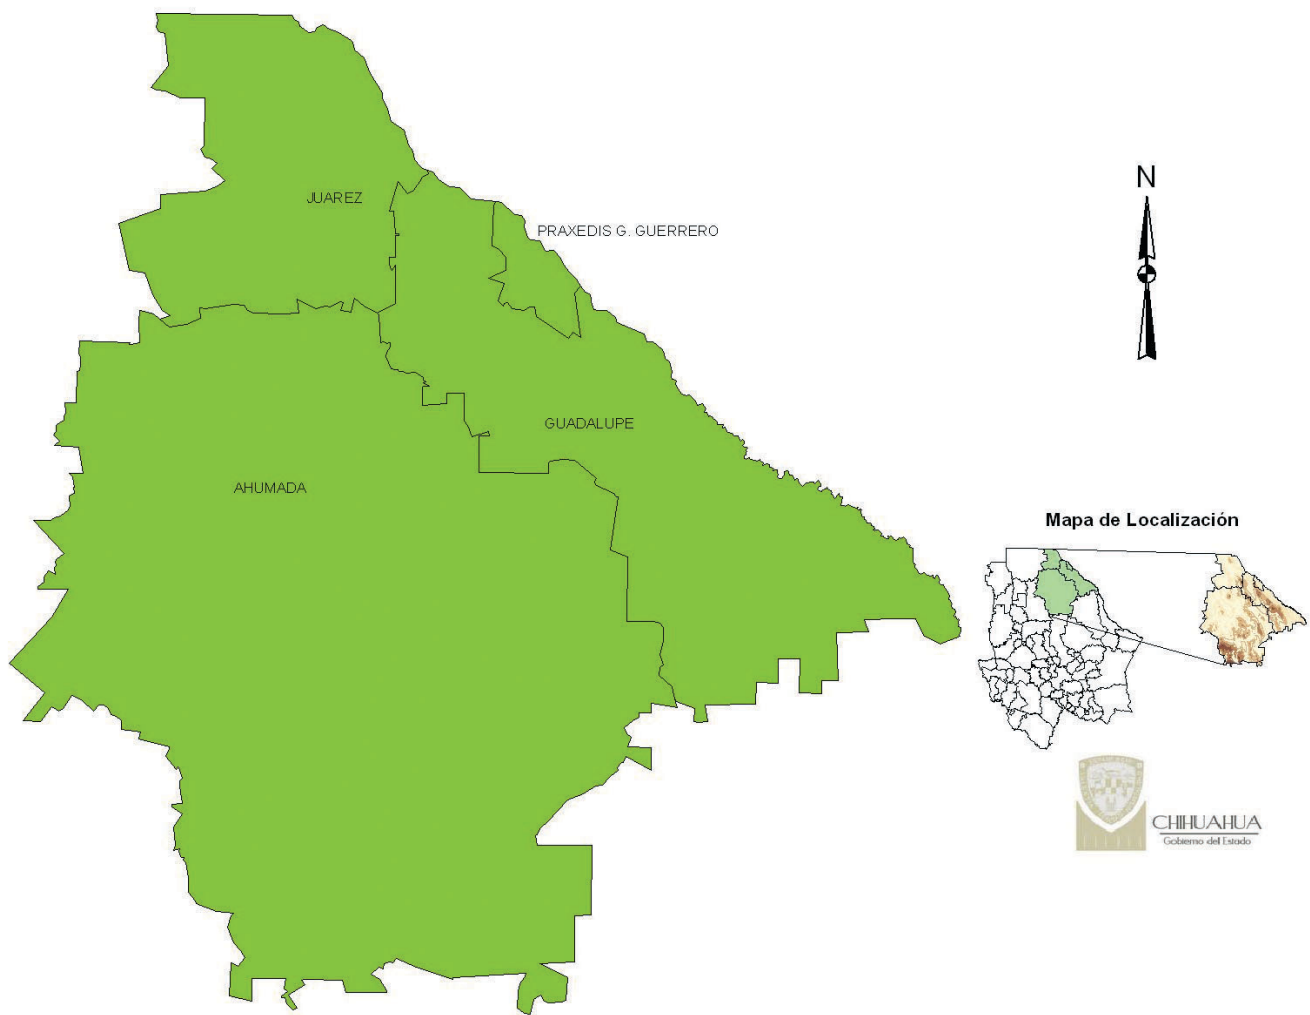 N
JUAREZ
PRAXEDIS G. GUERRERO
GUADALUPE
AHUMADA
Mapa de Localización
CHIHUAHUA
Gobierno del Estado